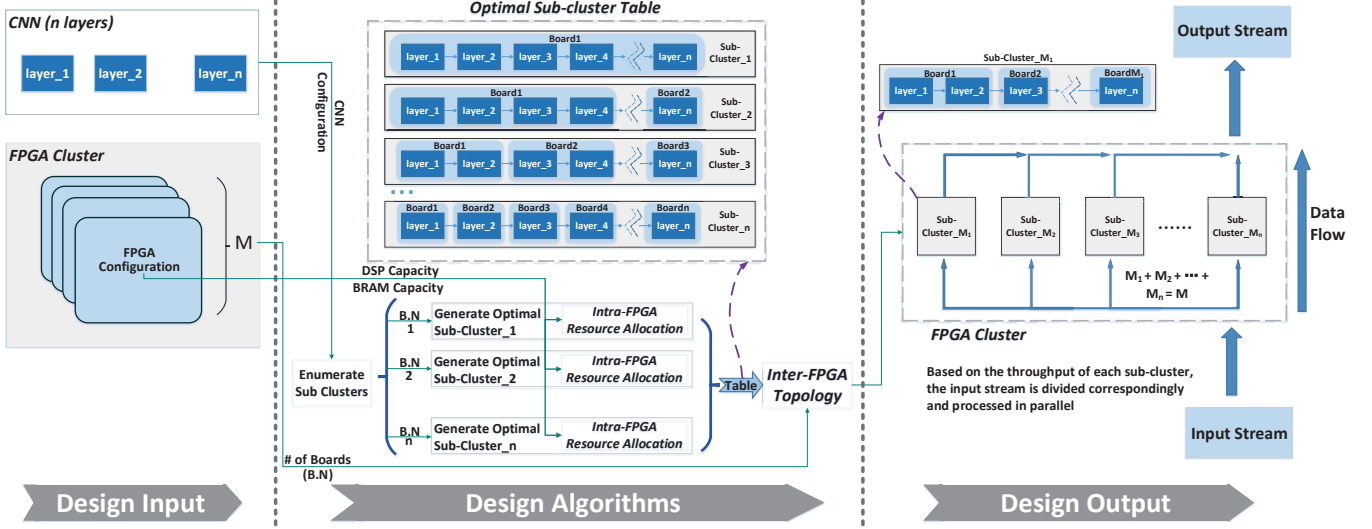 CNN (n layers)
layer_1 layer_2 layer_n
FPGA Cluster
FPGA
Configuration
M
Design Input
CNN
Configuration
Optimal Sub-cluster Table
Board1
layer_1 layer_2 layer_3 layer_4 layer_n
Sub-
Cluster_1
Board1 Board2
layer_1 layer_2 layer_3 layer_4 layer_n
Sub-
Cluster_2
Board1 Board2 Board3
layer_1 layer_2 layer_3 layer_4 layer_n
Sub-
Cluster_3
...
Board1 Board2 Board3 Board4 Boardn
layer_1 layer_2 layer_3 layer_4 layer_n
Sub-
Cluster_n
DSP Capacity
BRAM Capacity
Enumerate
Sub Clusters
B.N
1
Generate Optimal
Sub-Cluster_1
Intra-FPGA
Resource Allocation
B.N
2
Generate Optimal
Sub-Cluster_2
Intra-FPGA
Resource Allocation
B.N
n
Generate Optimal
Sub-Cluster_n
Intra-FPGA
Resource Allocation
Table
Inter-FPGA
Topology
# of Boards
(B.N)
Design Algorithms
Output Stream
Sub-Cluster_M₁
Board1 Board2 BoardM₁
layer_1 layer_2 layer_3 layer_n
Sub-
Cluster_M₁
Sub-
Cluster_M₂
Sub-
Cluster_M₃
......
Sub-
Cluster_Mₙ
M₁ + M₂ + ... +
Mₙ = M
Data
Flow
FPGA Cluster
Based on the throughput of each sub-cluster,
the input stream is divided correspondingly
and processed in parallel
Input Stream
Design Output